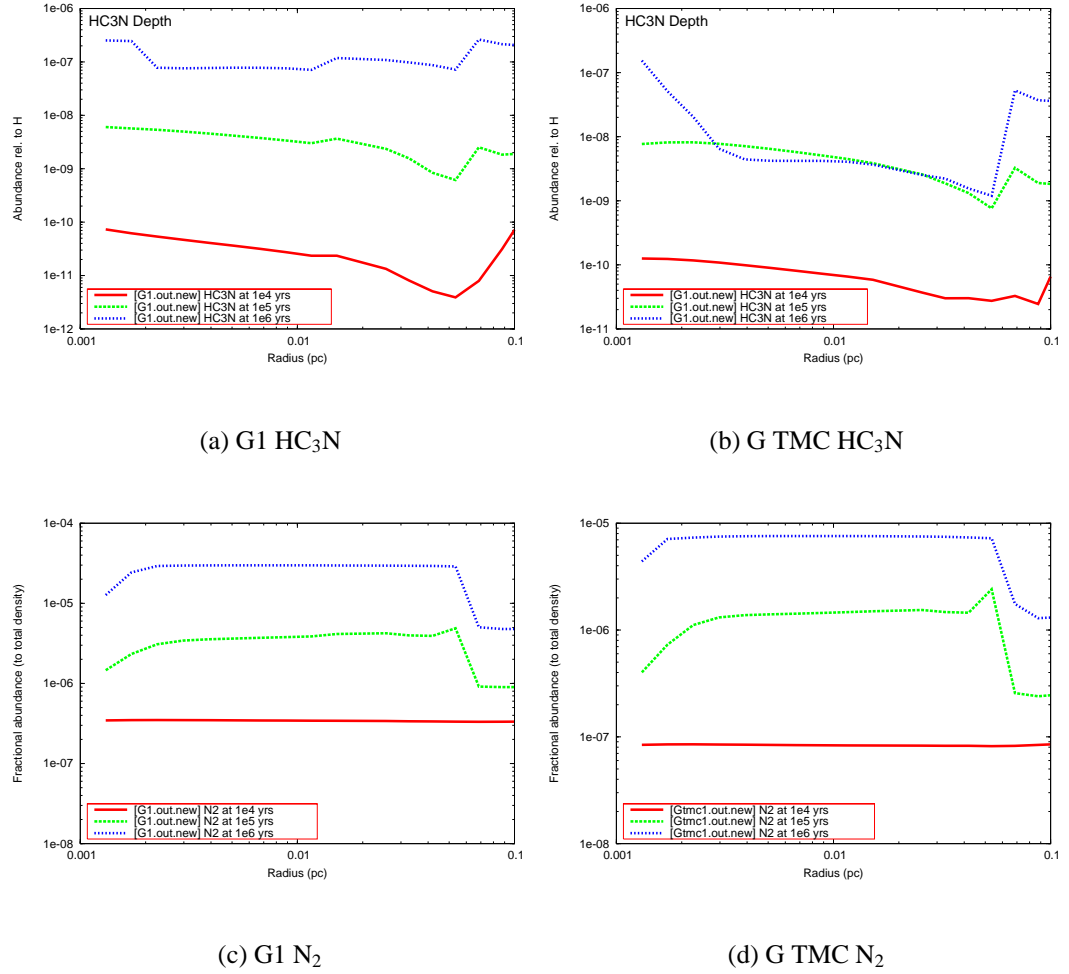 HC3N Depth
1e-06
1e-07
1e-08
1e-09
1e-10
1e-11
1e-12
Abundance rel. to H
[G1.out.new] HC3N at 1e4 yrs
[G1.out.new] HC3N at 1e5 yrs
[G1.out.new] HC3N at 1e6 yrs
0.001 0.01 0.1
Radius (pc)
(a) G1 HC₃N
HC3N Depth
1e-06
1e-07
1e-08
1e-09
1e-10
1e-11
Abundance rel. to H
[G1.out.new] HC3N at 1e4 yrs
[G1.out.new] HC3N at 1e5 yrs
[G1.out.new] HC3N at 1e6 yrs
0.001 0.01 0.1
Radius (pc)
(b) G TMC HC₃N
1e-04
1e-05
1e-06
1e-07
1e-08
Fractional abundance (to total density)
[G1.out.new] N2 at 1e4 yrs
[G1.out.new] N2 at 1e5 yrs
[G1.out.new] N2 at 1e6 yrs
0.001 0.01 0.1
Radius (pc)
(c) G1 N₂
1e-05
1e-06
1e-07
1e-08
Fractional abundance (to total density)
[Gtmc1.out.new] N2 at 1e4 yrs
[Gtmc1.out.new] N2 at 1e5 yrs
[Gtmc1.out.new] N2 at 1e6 yrs
0.001 0.01 0.1
Radius (pc)
(d) G TMC N₂